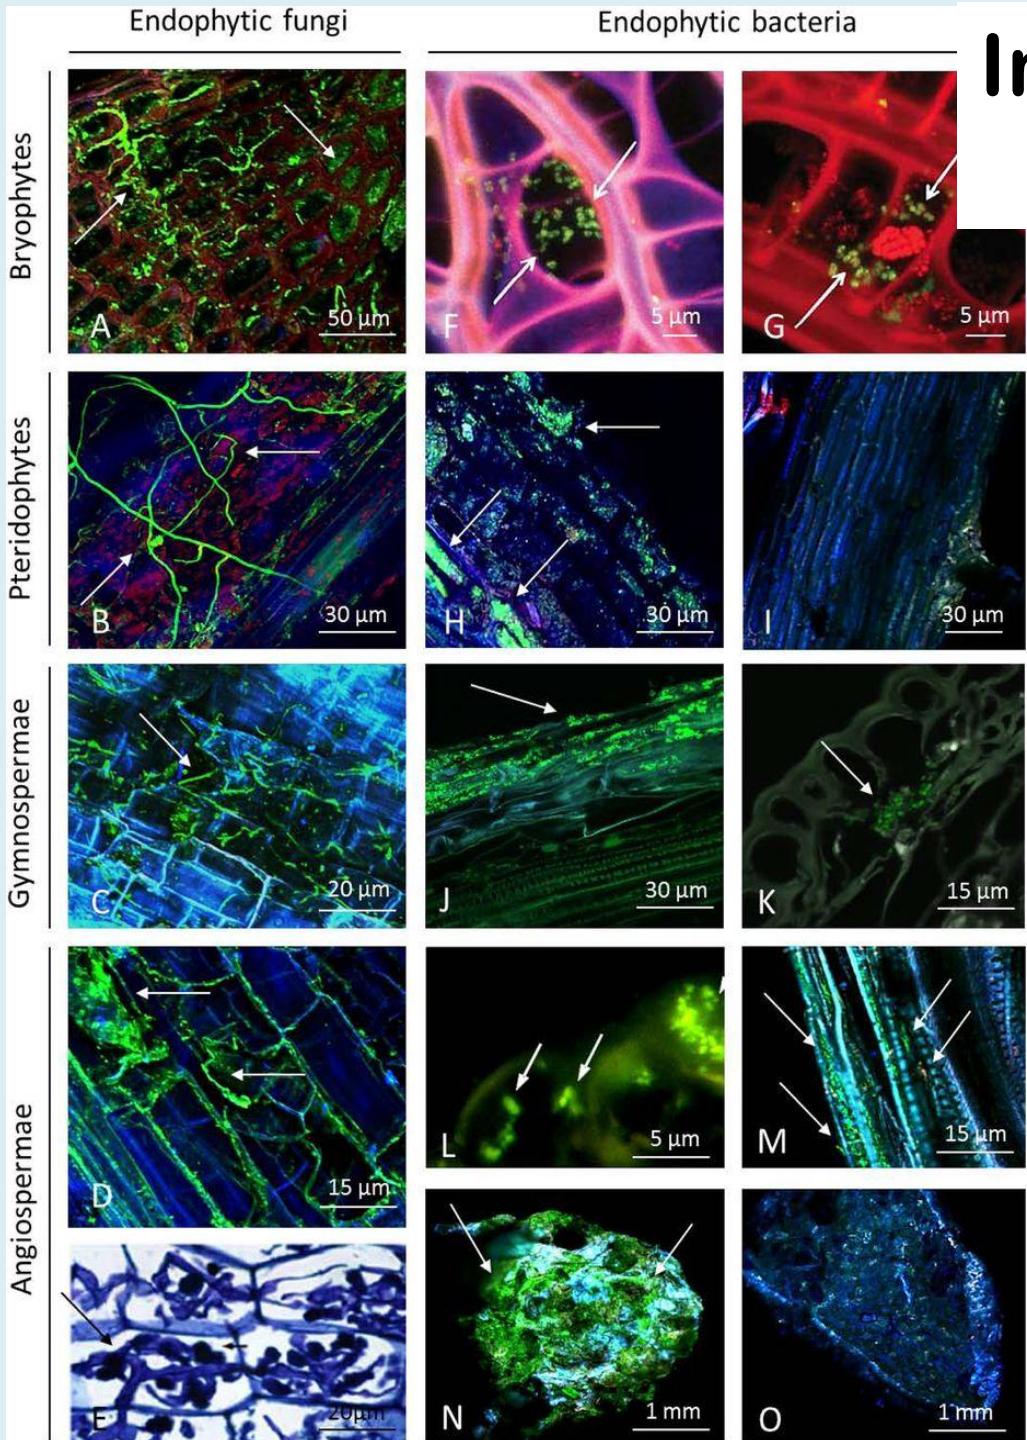 Endophytic fungi
Endophytic bacteria
In
Bryophytes
A
50 µm
F
5 µm
G
5 µm
Pteridophytes
B
30 µm
H
30 µm
I
30 µm
Gymnospermae
C
20 µm
J
30 µm
K
15 µm
Angiospermae
D
15 µm
L
5 µm
M
15 µm
E
20µm
N
1 mm
O
1 mm